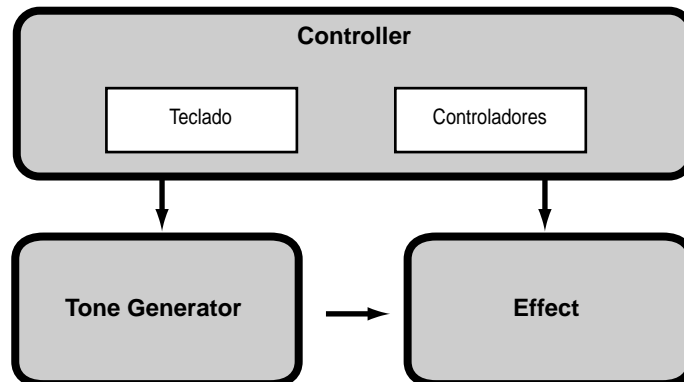 Controller
Teclado
Controladores
Tone Generator
Effect